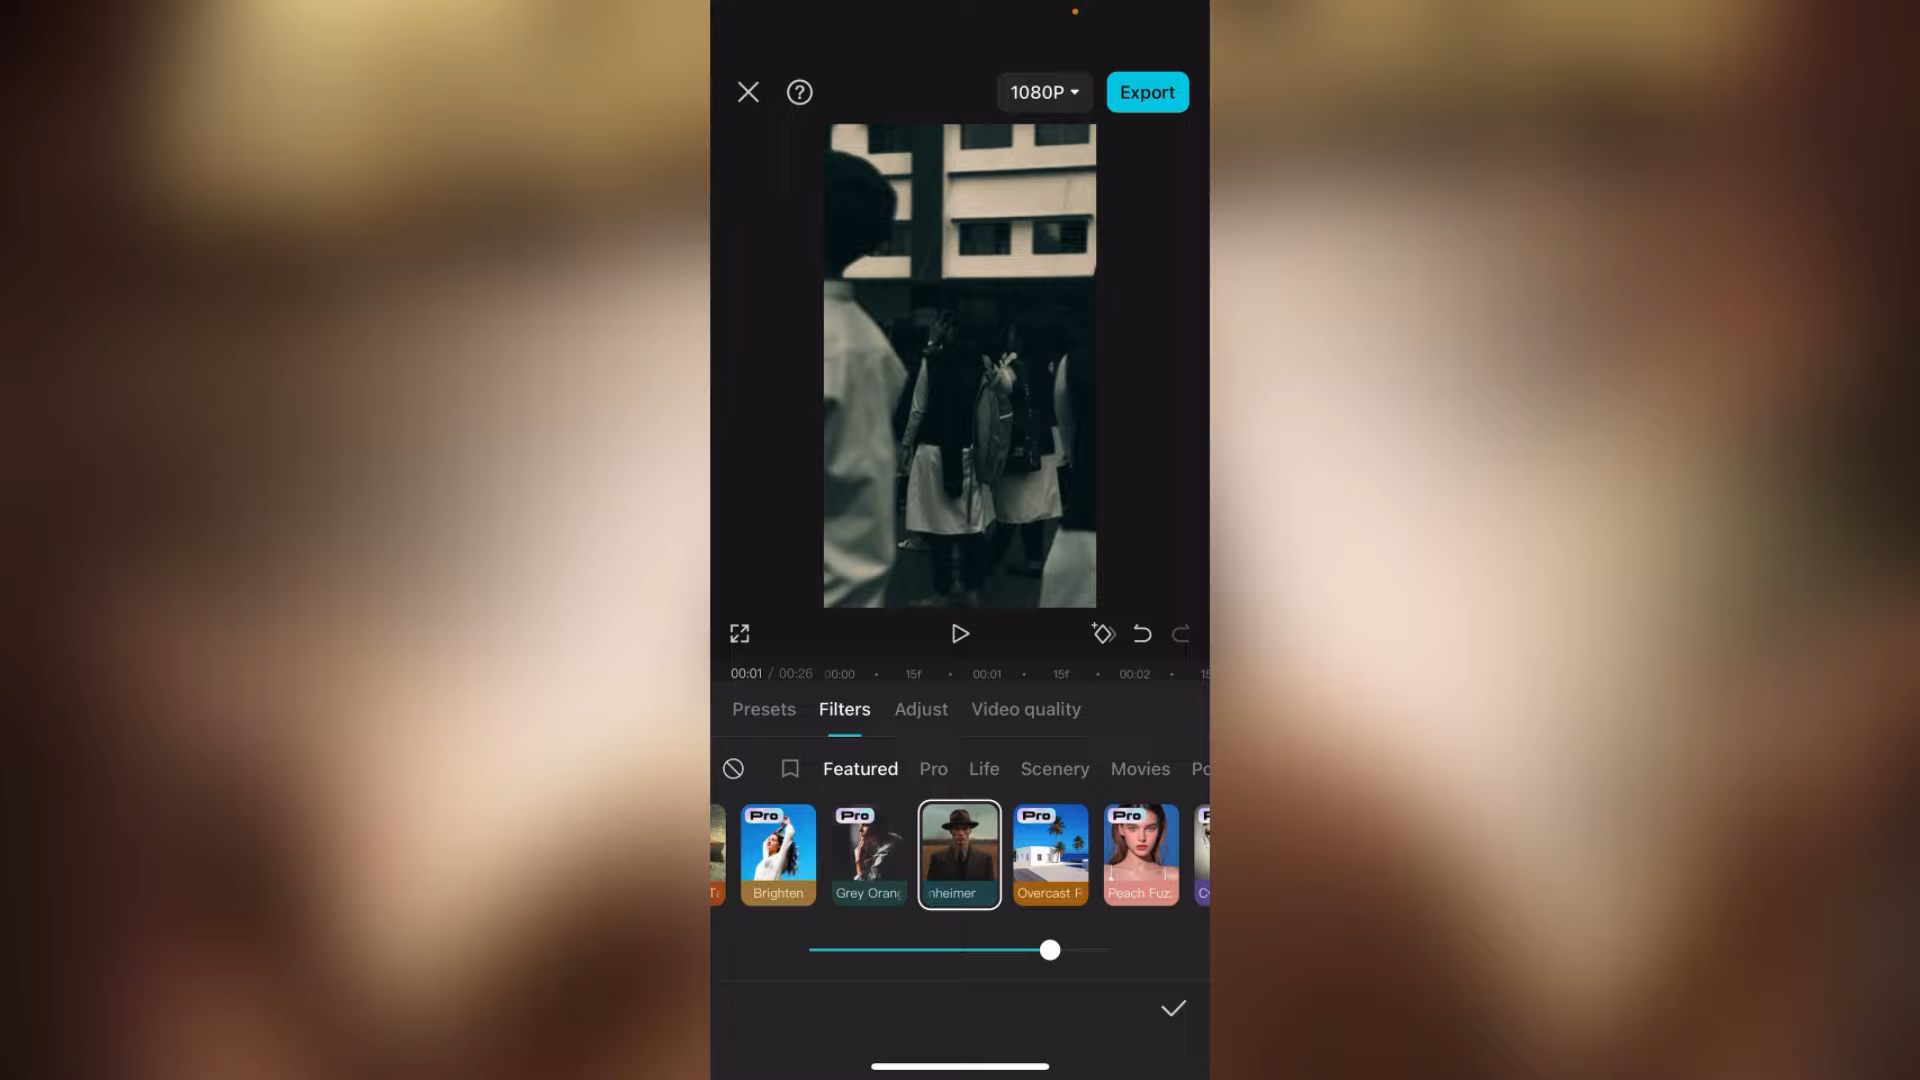 1080P
Export
00:01 / 00:26 00:00 15f 00:01 15f 00:02
Presets Filters Adjust Video quality
Featured Pro Life Scenery Movies
Pro Pro Pro Pro
Brighten Grey Orang nheimer Overcast Peach Fuz